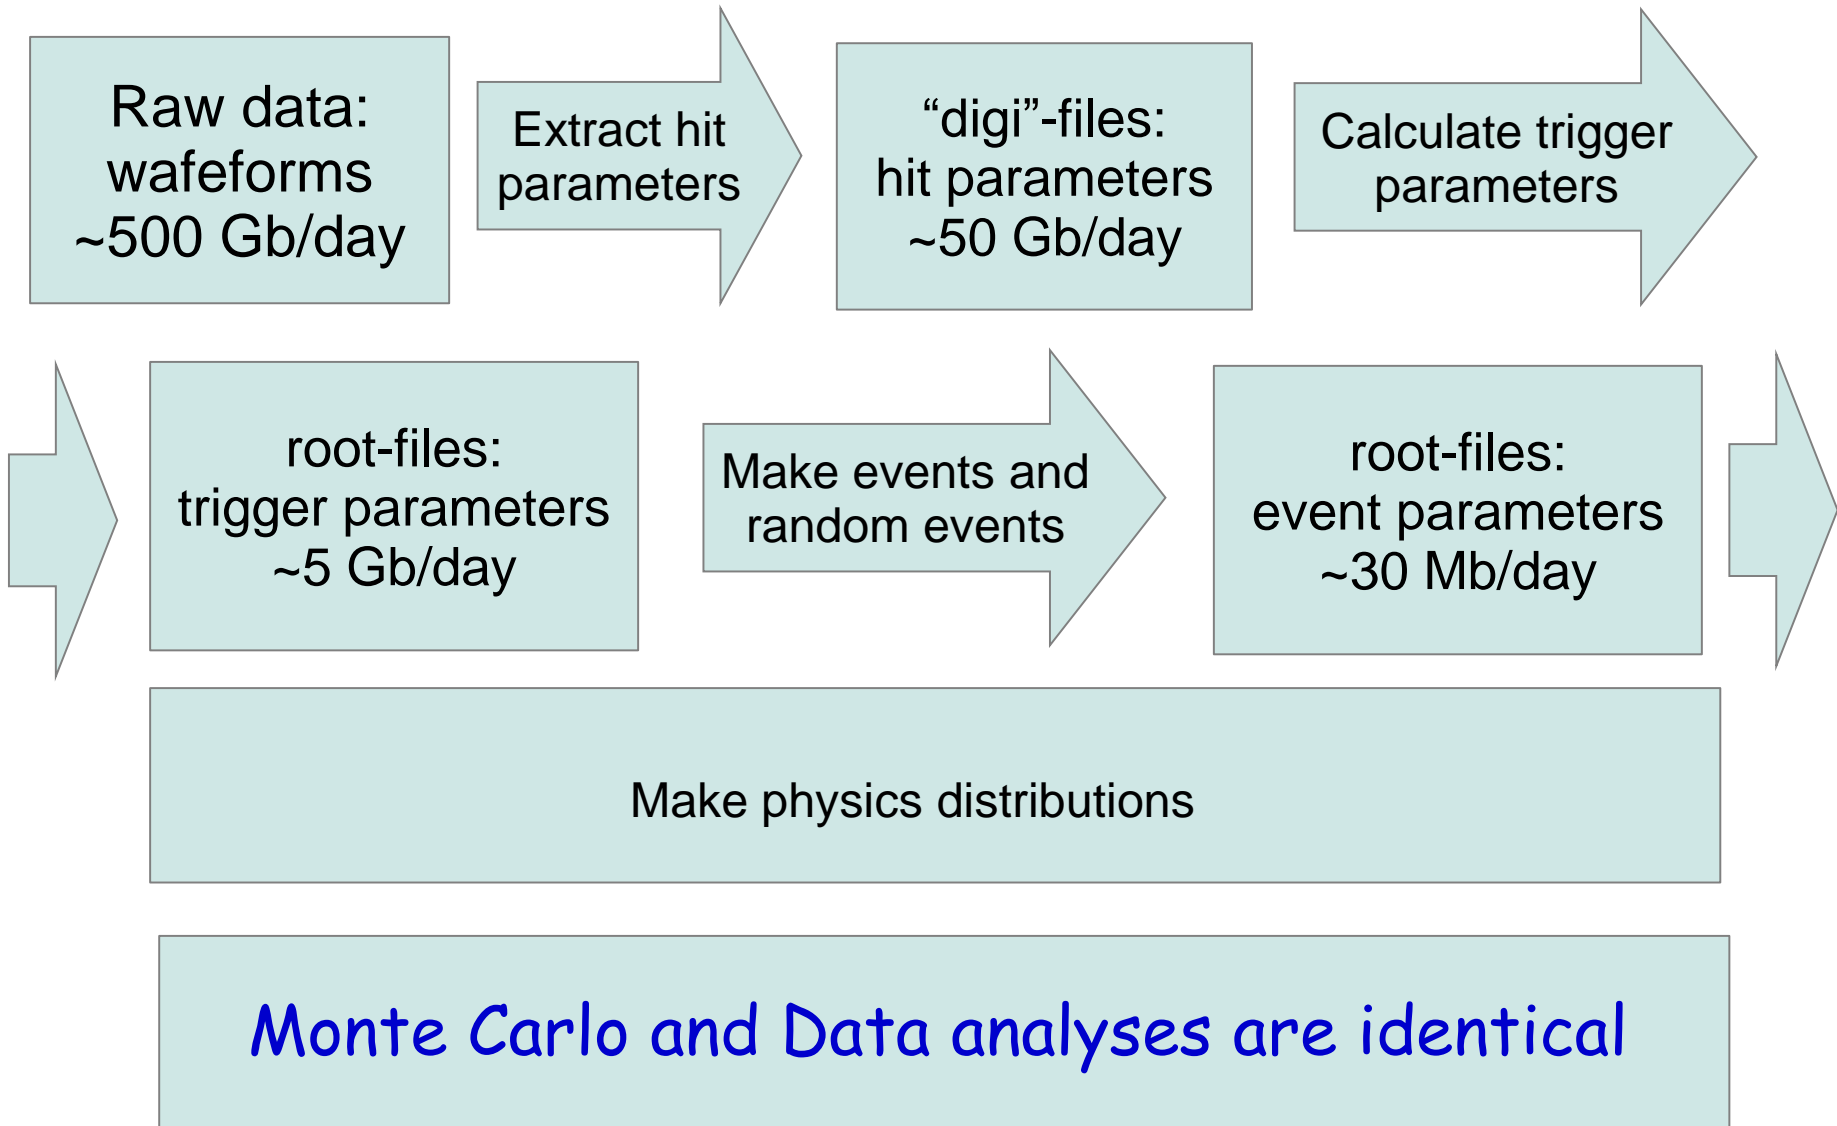 Raw data:
wafeforms
~500 Gb/day
Extract hit
parameters
“digi”-files:
hit parameters
~50 Gb/day
Calculate trigger
parameters
root-files:
trigger parameters
~5 Gb/day
Make events and
random events
root-files:
event parameters
~30 Mb/day
Make physics distributions
Monte Carlo and Data analyses are identical